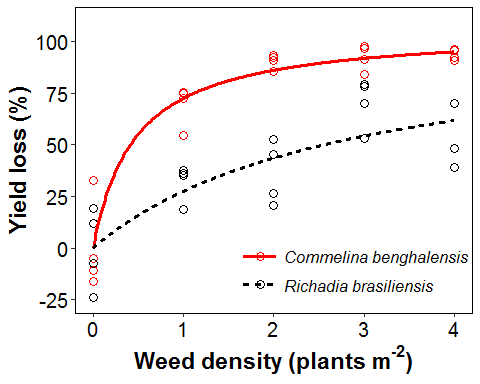 Yield loss (%)
100
75
50
25
0
-25
0 1 2 3 4
Weed density (plants m⁻²)
Commelina benghalensis
Richadia brasiliensis